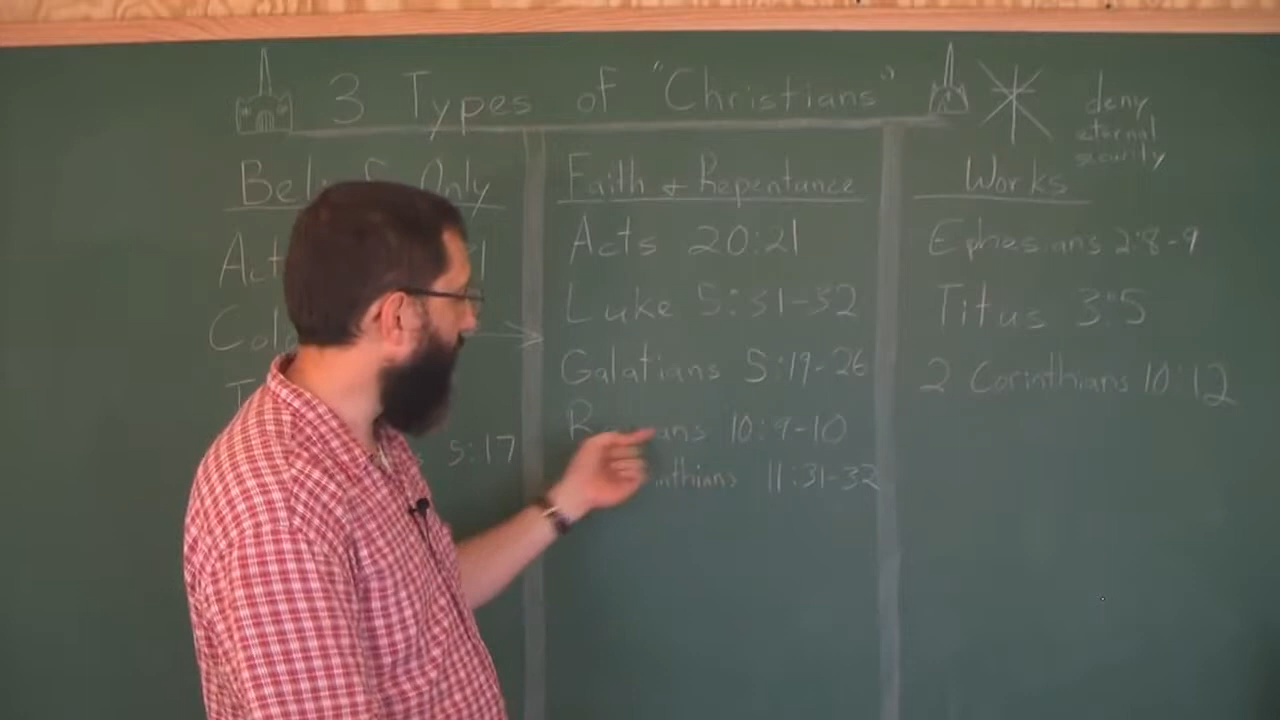 3 Types of "Christians"
deny
eternal
security
Only
5:17
Faith & Repentance
Acts 20:21
Luke 5:31-32
Galatians 5:19-26
10:9-10
11:31-32
Works
Ephesians 2:8-9
Titus 3:5
2 Corinthians 10:12